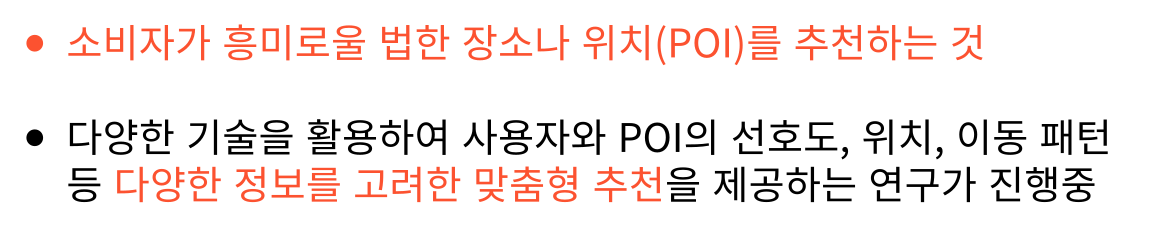 ● 소비자가 흥미로울 법한 장소나 위치(POI)를 추천하는 것
● 다양한 기술을 활용하여 사용자와 POI의 선호도, 위치, 이동 패턴
등 다양한 정보를 고려한 맞춤형 추천을 제공하는 연구가 진행중